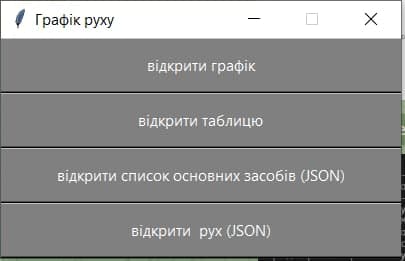 Графік руху
відкрити графік
відкрити таблицю
відкрити список основних засобів (JSON)
відкрити  рух (JSON)